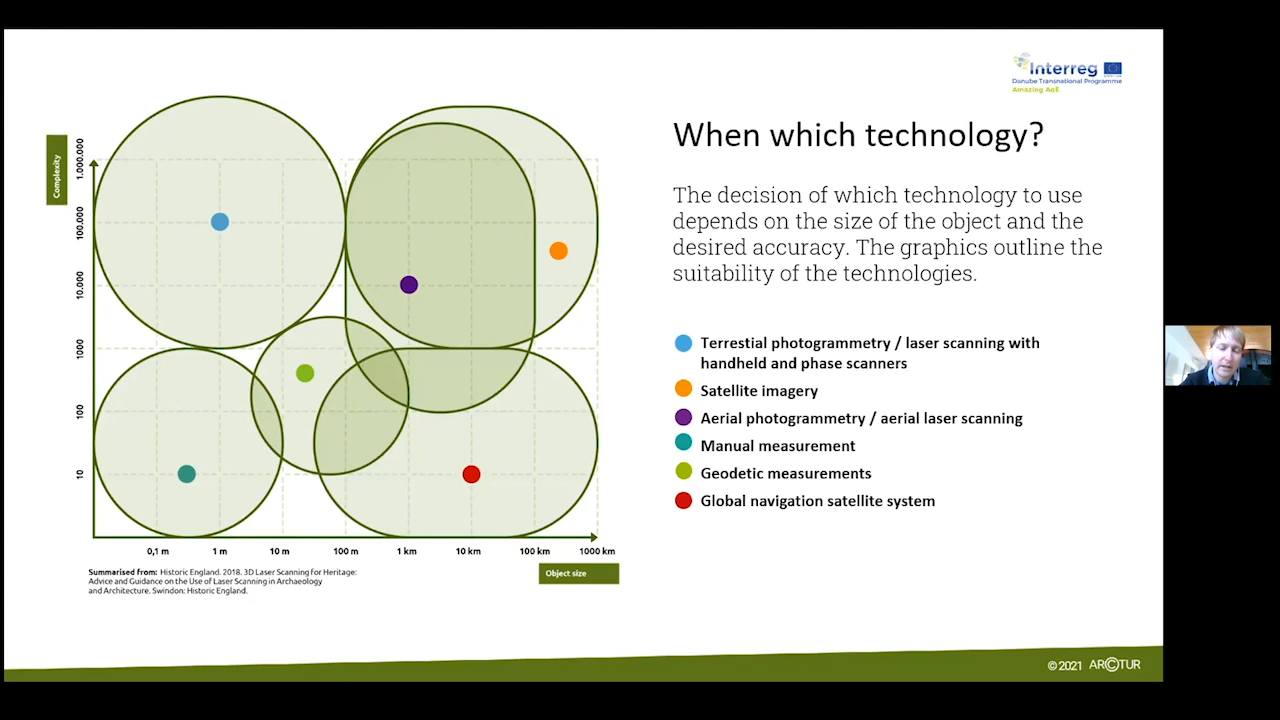 Interreg
Danube Transnational Programme
Amazing AoE
When which technology?
The decision of which technology to use
depends on the size of the object and the
desired accuracy. The graphics outline the
suitability of the technologies.
Terrestial photogrammetry / laser scanning with
handheld and phase scanners
Satellite imagery
Aerial photogrammetry / aerial laser scanning
Manual measurement
Geodetic measurements
Global navigation satellite system
Complexity
1.000.000
100.000
10.000
1000
100
10
0,1 m 1 m 10 m 100 m 1 km 10 km 100 km 1000 km
Object size
Summarised from: Historic England. 2018. 3D Laser Scanning for Heritage:
Advice and Guidance on the Use of Laser Scanning in Archaeology
and Architecture. Swindon: Historic England.
©2021 ARCTUR